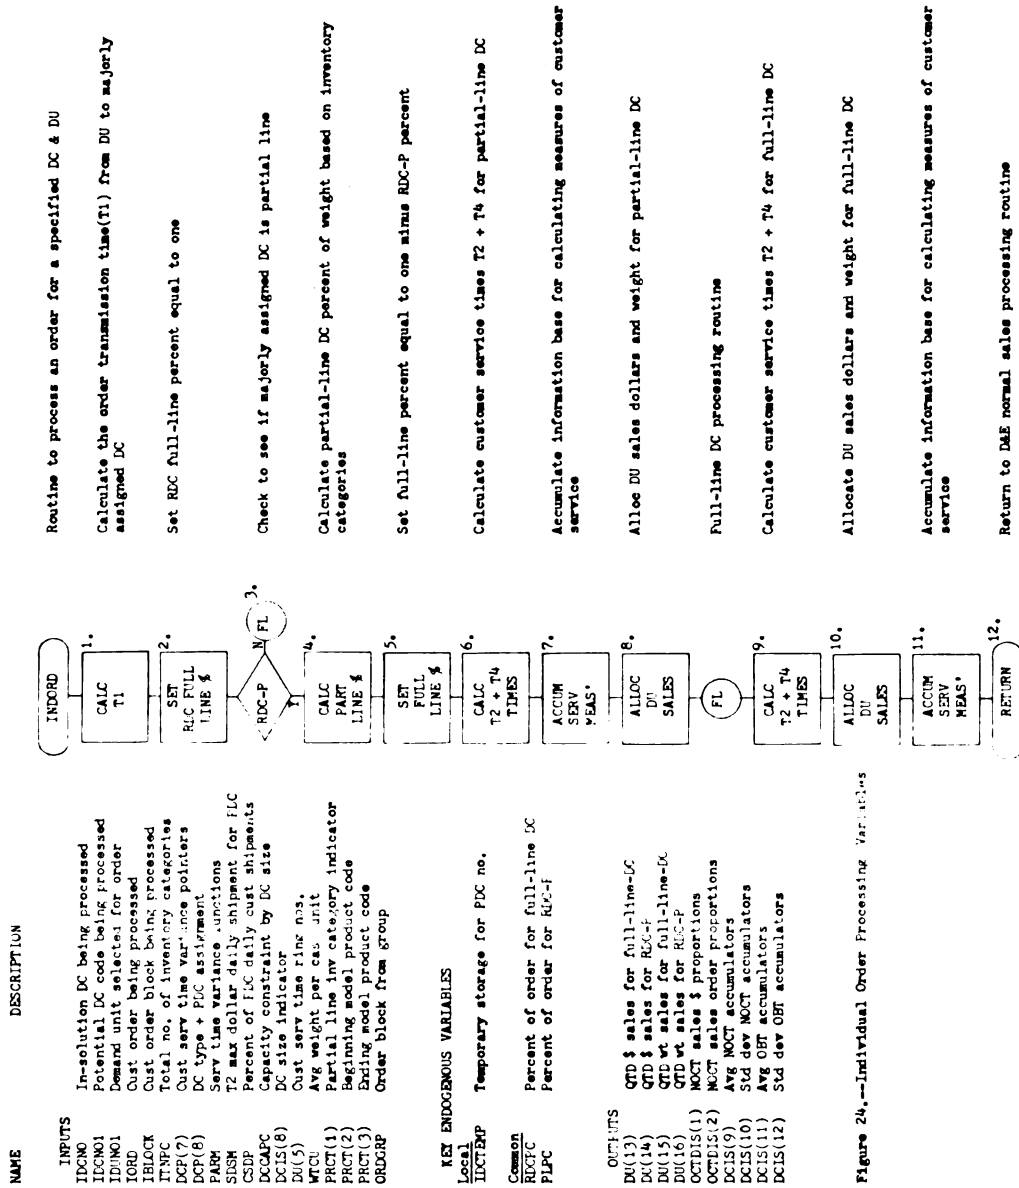 NAME DESCRIPTION
INPUTS
IDCNO In-solution DC being processed
IDCNO1 Potential DC code being processed
IDUNO1 Demand unit selected for order
IORD Cust order being processed
IBLOCK Cust order block being processed
ITNPC Total no. of inventory categories
DCP(7) Cust serv time variance pointers
DCP(8) DC type + PDC assignment
PARM Serv time variance functions
SDSM T2 max dollar daily shipment for
CSDP Percent of daily cust shipments
DCCAPC Capacity constraint by DC size
DCIS(8) DC size indicator
DU(5) Cust serv time ring nos.
WTCU Avg weight per case unit
PRCT(1) Partial line inv category indicator
PRCT(2) Beginning model product code
PRCT(3) Ending model product code
ORDGRP Order block from group
KEY ENDOGENOUS VARIABLES
Local
IDCTEMP Temporary storage for PDC no.
Common
RDCPC Percent of order for full-line DC
PLPC Percent of order for RDC-P
OUTPUTS
DU(13) QTD $ sales for full-line-DC
DU(14) QTD $ sales for RDC-P
DU(15) QTD wt sales for full-line-DC
DU(16) QTD wt sales for RDC-P
OCTDIS(1) NOCT sales $ proportions
OCTDIS(2) NOCT sales order proportions
DCIS(9) Avg NOCT accumulators
DCIS(10) Std dev NOCT accumulators
DCIS(11) Avg OBT accumulators
DCIS(12) Std dev OBT accumulators
Figure 24.--Individual Order Processing Variables
INDORD
CALC
T1
1.
SET
RDC FULL
LINE %
2.
RDC-P
N
FL
3.
Y
CALC
PART
LINE %
4.
SET
FULL
LINE %
5.
CALC
T2 + T4
TIMES
6.
ACCUM
SERV
MEAS'
7.
ALLOC
DU
SALES
8.
FL
CALC
T2 + T4
TIMES
9.
ALLOC
DU
SALES
10.
ACCUM
SERV
MEAS'
11.
RETURN
12.
Routine to process an order for a specified DC & DU
Calculate the order transmission time(T1) from DU to majorly
assigned DC
Set RDC full-line percent equal to one
Check to see if majorly assigned DC is partial line
Calculate partial-line DC percent of weight based on inventory
categories
Set full-line percent equal to one minus RDC-P percent
Calculate customer service times T2 + T4 for partial-line DC
Accumulate information base for calculating measures of customer
service
Alloc DU sales dollars and weight for partial-line DC
Full-line DC processing routine
Calculate customer service times T2 + T4 for full-line DC
Allocate DU sales dollars and weight for full-line DC
Accumulate information base for calculating measures of customer
service
Return to D&E normal sales processing routine